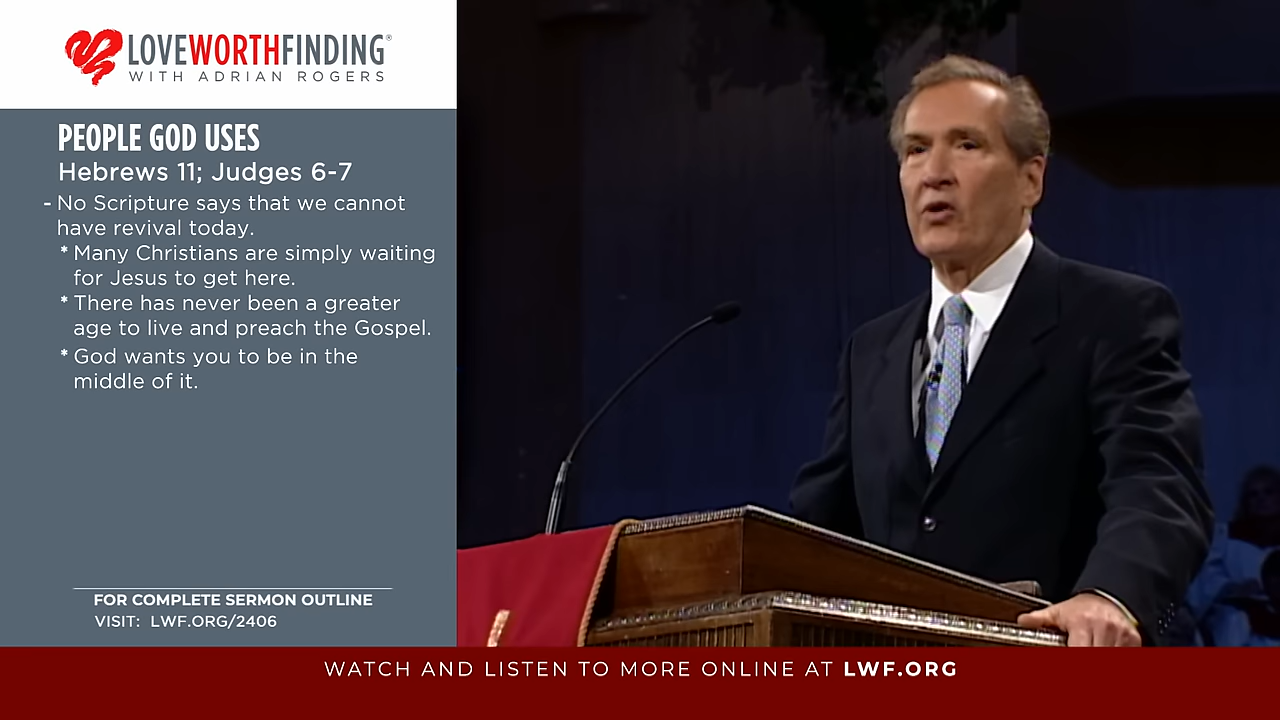 LOVEWORTHFINDING®
WITH ADRIAN ROGERS
PEOPLE GOD USES
Hebrews 11; Judges 6-7
- No Scripture says that we cannot
have revival today.
* Many Christians are simply waiting
for Jesus to get here.
* There has never been a greater
age to live and preach the Gospel.
* God wants you to be in the
middle of it.
FOR COMPLETE SERMON OUTLINE
VISIT: LWF.ORG/2406
WATCH AND LISTEN TO MORE ONLINE AT LWF.ORG